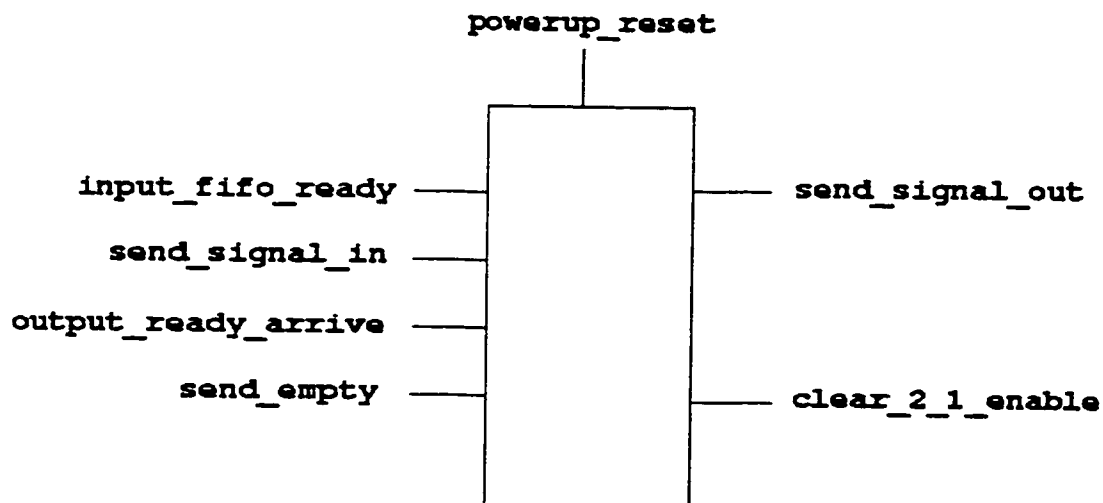 powerup_reset
input_fifo_ready
send_signal_out
send_signal_in
output_ready_arrive
send_empty
clear_2_1_enable